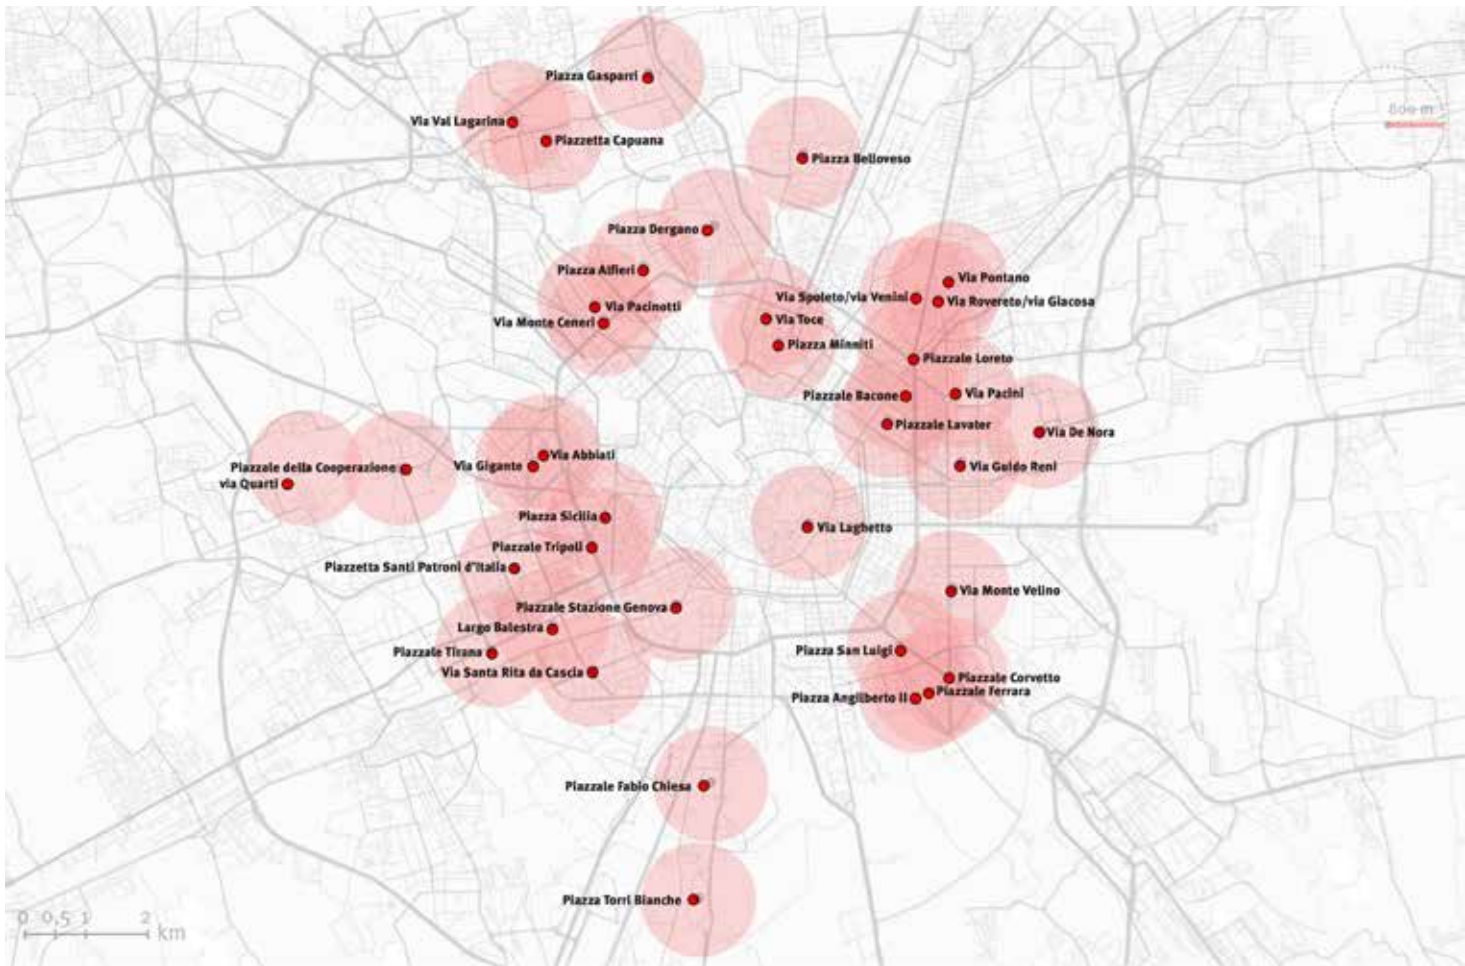 Piazza Gasparri
800 m
Via Val Lagarina
Piazzetta Capuana
Piazza Belloveso
Piazza Dergano
Piazza Alfieri
Via Pontano
Via Spoleto/via Venini
Via Rovereto/via Giacosa
Via Pacinotti
Via Toce
Via Monte Ceneri
Piazza Minniti
Piazzale Loreto
Piazzale Bacone
Via Pacini
Piazzale Lavater
Via De Nora
Via Abbiati
Via Gigante
Via Guido Reni
Piazzale della Cooperazione
via Quarti
Piazza Sicilia
Via Laghetto
Piazzale Tripoli
Piazzetta Santi Patroni d'Italia
Via Monte Velino
Piazzale Stazione Genova
Largo Balestra
Piazzale Tirana
Piazza San Luigi
Via Santa Rita da Cascia
Piazzale Corvetto
Piazzale Ferrara
Piazza Angilberto II
Piazzale Fabio Chiesa
Piazza Torri Bianche
0 0,5 1 2
km